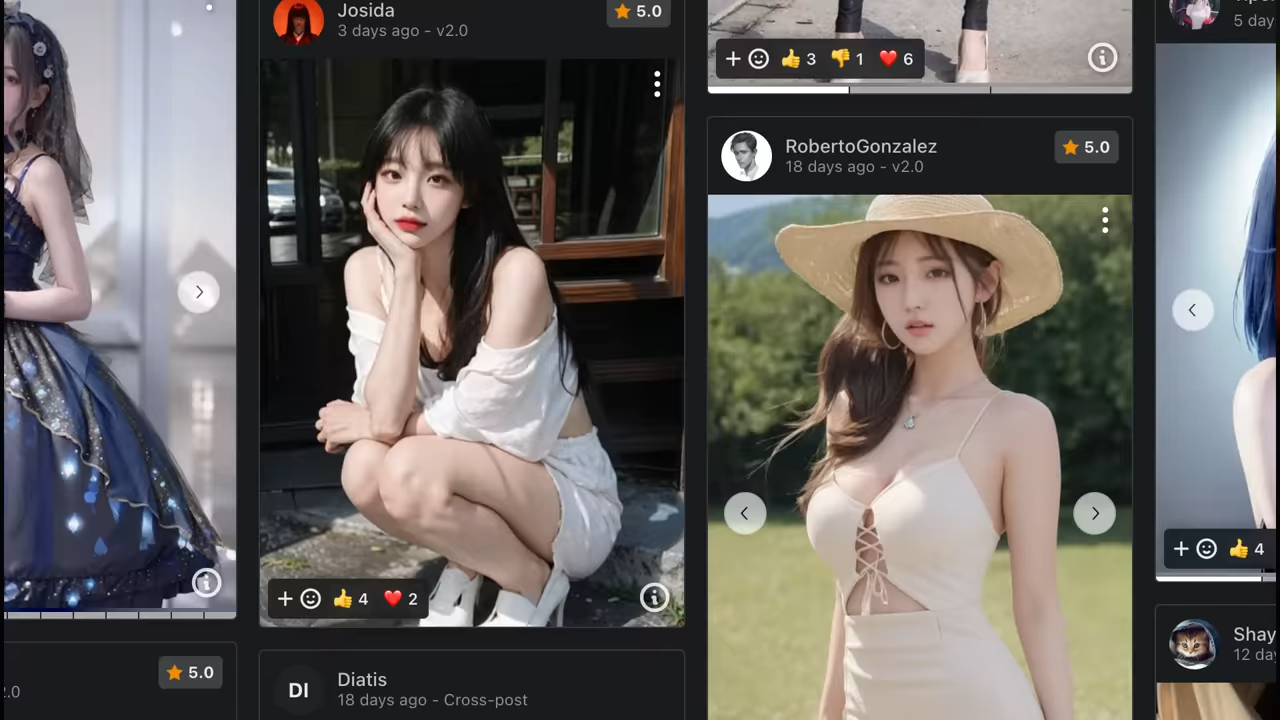 .0
5.0
Josida
3 days ago - v2.0
5.0
4
2
DI
Diatis
18 days ago - Cross-post
3
1
6
RobertoGonzalez
18 days ago - v2.0
5.0
5 day
4
Shay
12 da